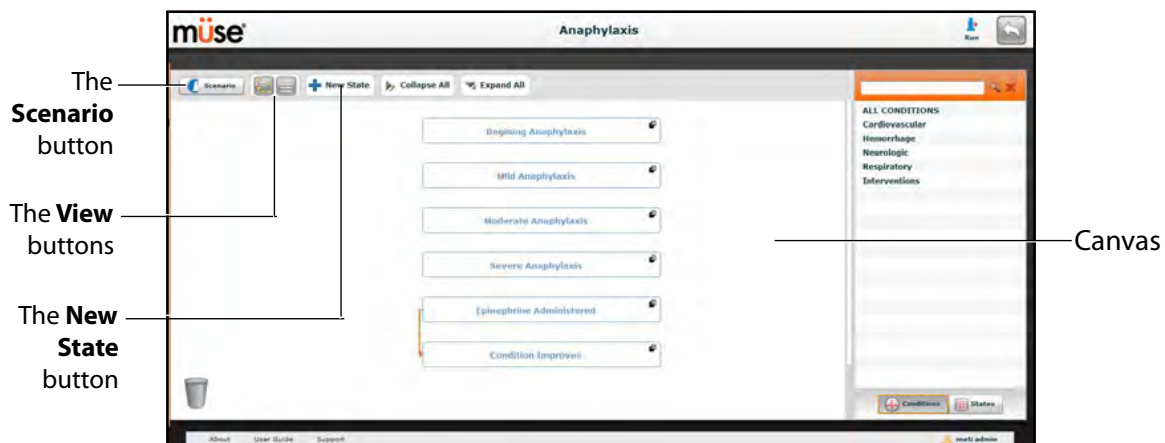 müse
Anaphylaxis
Run
The
Scenario
button
Scenario
New State
Collapse All
Expand All
ALL CONDITIONS
Cardiovascular
Hemorrhage
Neurologic
Respiratory
Interventions
Begining Anaphylaxis
Mild Anaphylaxis
Moderate Anaphylaxis
Severe Anaphylaxis
Epinephrine Administered
Condition Improves
The View
buttons
Canvas
The New
State
button
Conditions
States
About
User Guide
Support
meti admin